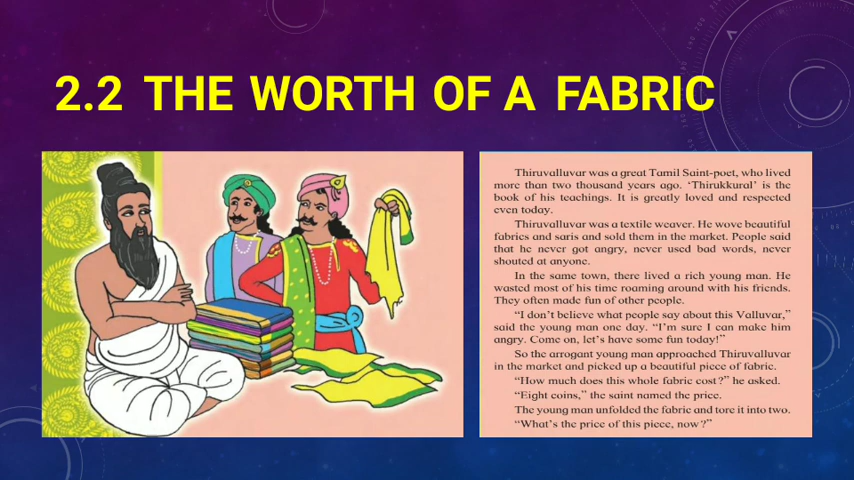 2.2 THE WORTH OF A FABRIC
Thiruvalluvar was a great Tamil Saint-poet, who lived
more than two thousand years ago. ‘Thirukkural’ is the
book of his teachings. It is greatly loved and respected
even today.
Thiruvalluvar was a textile weaver. He wove beautiful
fabrics and saris and sold them in the market. People said
that he never got angry, never used bad words, never
shouted at anyone.
In the same town, there lived a rich young man. He
wasted most of his time roaming around with his friends.
They often made fun of other people.
“I don’t believe what people say about this Valluvar,”
said the young man one day. “I’m sure I can make him
angry. Come on, let’s have some fun today!”
So the arrogant young man approached Thiruvalluvar
in the market and picked up a beautiful piece of fabric.
“How much does this whole fabric cost?” he asked.
“Eight coins,” the saint named the price.
The young man unfolded the fabric and tore it into two.
“What’s the price of this piece, now?”